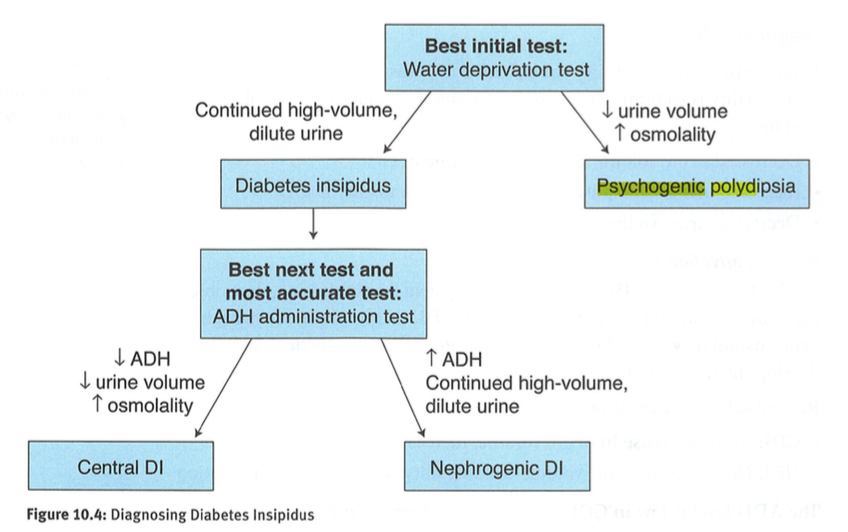 Best initial test:
Water deprivation test
Continued high-volume,
dilute urine
↓ urine volume
↑ osmolality
Diabetes insipidus
Psychogenic polydipsia
Best next test and
most accurate test:
ADH administration test
↓ ADH
↓ urine volume
↑ osmolality
↑ ADH
Continued high-volume,
dilute urine
Central DI
Nephrogenic DI
Figure 10.4: Diagnosing Diabetes Insipidus